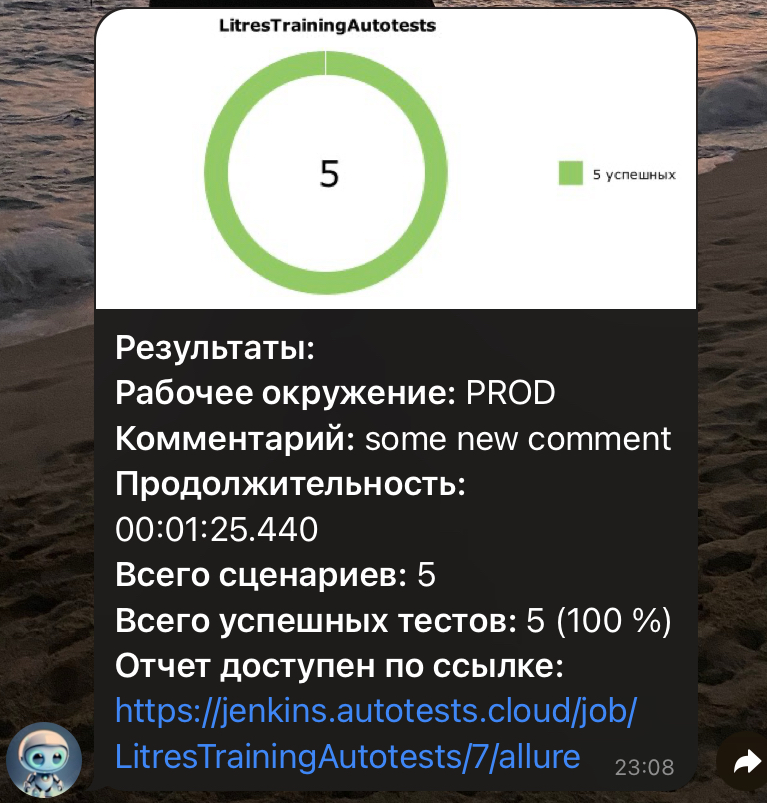 LitresTrainingAutotests
5
5 успешных
Результаты:
Рабочее окружение: PROD
Комментарий: some new comment
Продолжительность:
00:01:25.440
Всего сценариев: 5
Всего успешных тестов: 5 (100 %)
Отчет доступен по ссылке:
https://jenkins.autotests.cloud/job/
LitresTrainingAutotests/7/allure
23:08